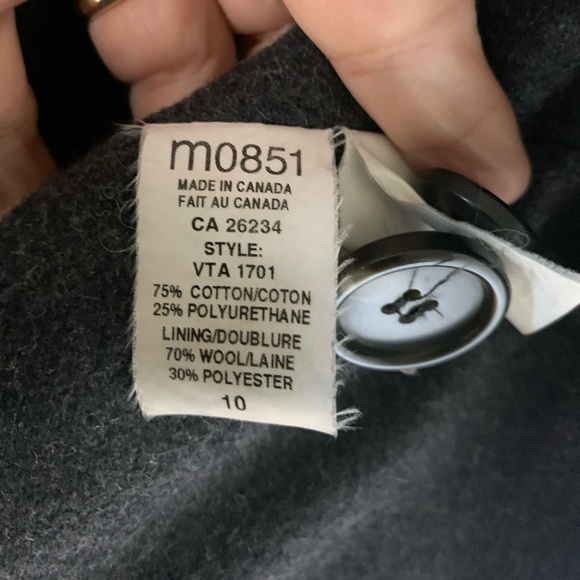 m0851
MADE IN CANADA
FAIT AU CANADA
CA 26234
STYLE:
VTA 1701
75% COTTON/COTON
25% POLYURETHANE
LINING/DOUBLURE
70% WOOL/LAINE
30% POLYESTER
10